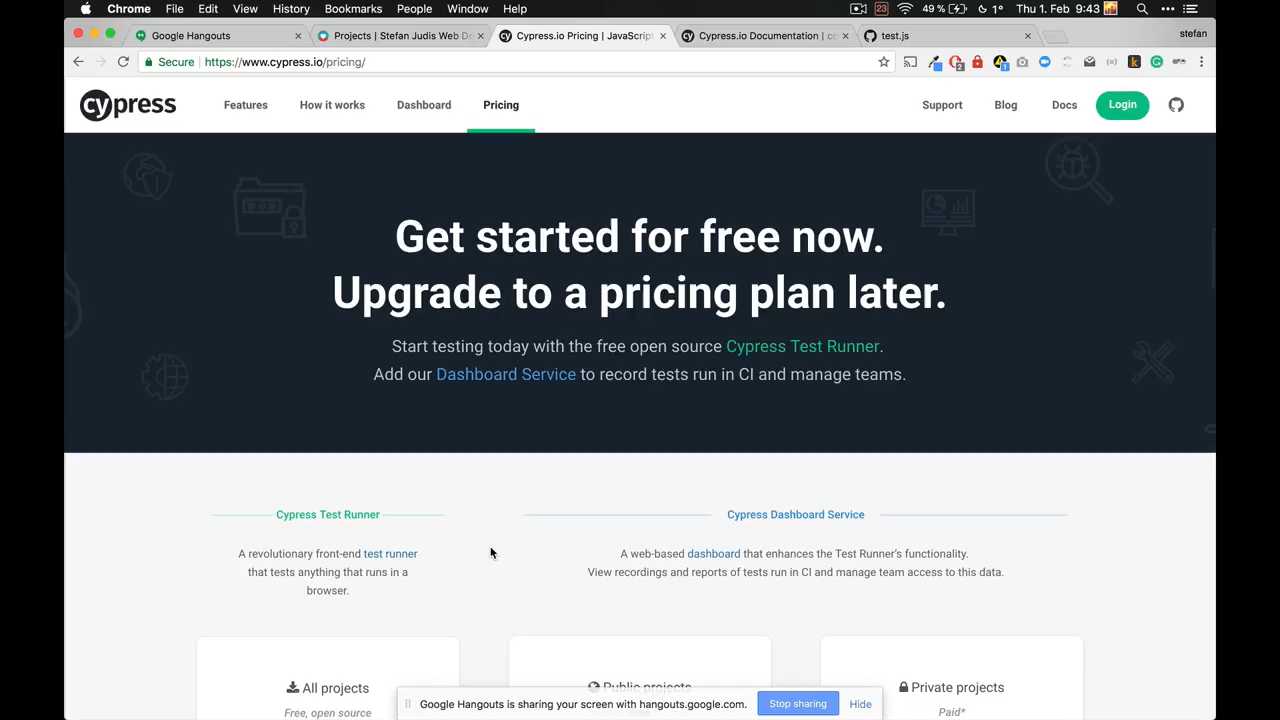 Chrome File Edit View History Bookmarks People Window Help 23 49 % 1° Thu 1. Feb 9:43
Google Hangouts Projects | Stefan Judis Web De Cypress.io Pricing | JavaScript Cypress.io Documentation | c test.js stefan
Secure https://www.cypress.io/pricing/
cypress Features How it works Dashboard Pricing Support Blog Docs Login
Get started for free now.
Upgrade to a pricing plan later.
Start testing today with the free open source Cypress Test Runner.
Add our Dashboard Service to record tests run in CI and manage teams.
Cypress Test Runner
Cypress Dashboard Service
A revolutionary front-end test runner
that tests anything that runs in a
browser.
A web-based dashboard that enhances the Test Runner's functionality.
View recordings and reports of tests run in CI and manage team access to this data.
All projects
Free, open source
Public projects
Private projects
Paid*
Google Hangouts is sharing your screen with hangouts.google.com. Stop sharing Hide